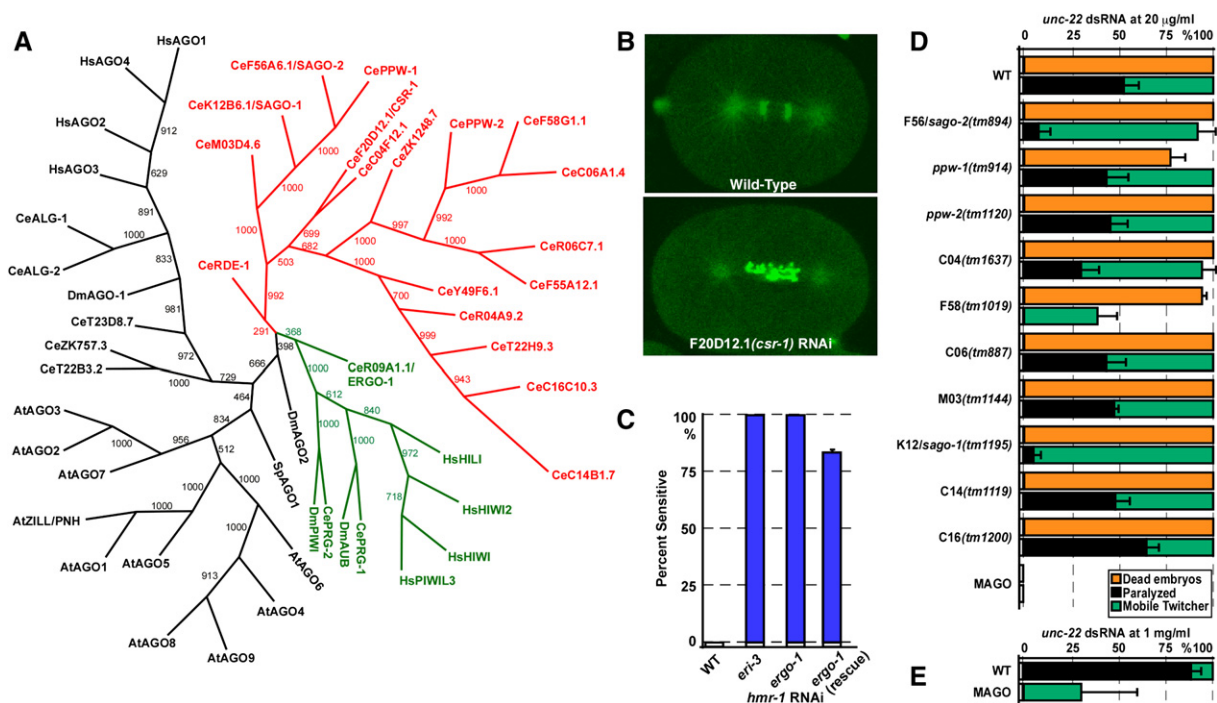 A
HsAGO1
HsAGO4
HsAGO2
912
HsAGO3
629
CeALG-1
891
1000
833
CeALG-2
DmAGO-1
981
CeT23D8.7
CeZK757.3
972
CeT22B3.2
1000
729
666
398
464
834
AtAGO3
956
512
AtAGO2
1000
AtAGO7
1000
1000
AtZILL/PNH
1000
1000
AtAGO1
AtAGO5
AtAGO6
913
AtAGO4
AtAGO8
AtAGO9
SpAGO1
DmAGO2
CeF56A6.1/SAGO-2
CePPW-1
CeK12B6.1/SAGO-1
CeF20D12.1/CSR-1
CeC04F12.1
CeZK1248.7
CeM03D4.6
1000
1000
CePPW-2
CeF58G1.1
1000
CeC06A1.4
1000
699
682
1000
997
992
1000
CeR06C7.1
503
1000
CeF55A12.1
CeRDE-1
992
CeY49F6.1
700
CeR04A9.2
291
999
CeT22H9.3
943
CeC16C10.3
CeC14B1.7
368
CeR09A1.1/
ERGO-1
1000
612
840
1000
1000
972
HsHILI
718
HsHIWI2
HsHIWI
HsPIWIL3
DmPIWI
CePRG-2
DmAUB
CePRG-1
B
Wild-Type
F20D12.1(csr-1) RNAi
C
100
%
75
50
25
0
Percent Sensitive
WT
eri-3
ergo-1
ergo-1
(rescue)
hmr-1 RNAi
D
unc-22 dsRNA at 20 μg/ml
25 50 75 %100
WT
F56/sago-2(tm894)
ppw-1(tm914)
ppw-2(tm1120)
C04(tm1637)
F58(tm1019)
C06(tm887)
M03(tm1144)
K12/sago-1(tm1195)
C14(tm1119)
C16(tm1200)
MAGO
Dead embryos
Paralyzed
Mobile Twitcher
E
unc-22 dsRNA at 1 mg/ml
25 50 75 %100
WT
MAGO